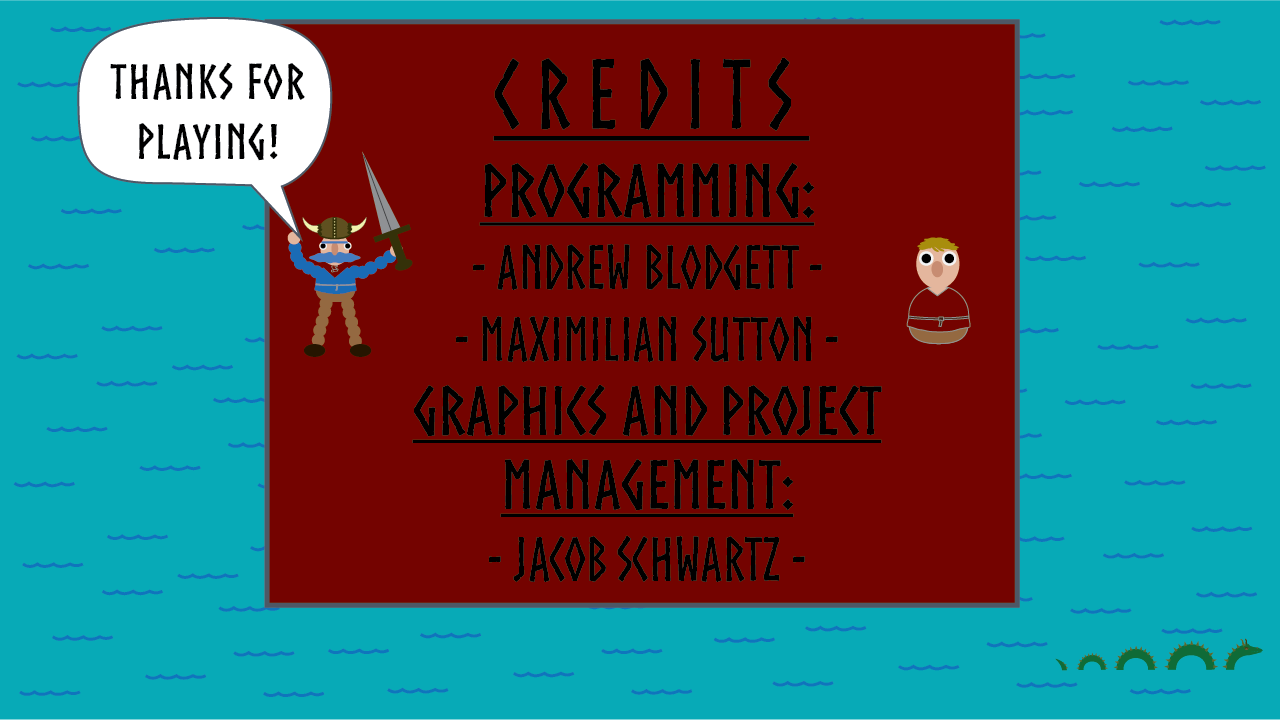 THANKS FOR
PLAYING!
CREDITS
PROGRAMMING:
- ANDREW BLODGETT -
- MAXIMILIAN SUTTON -
GRAPHICS AND PROJECT
MANAGEMENT:
- JACOB SCHWARTZ -